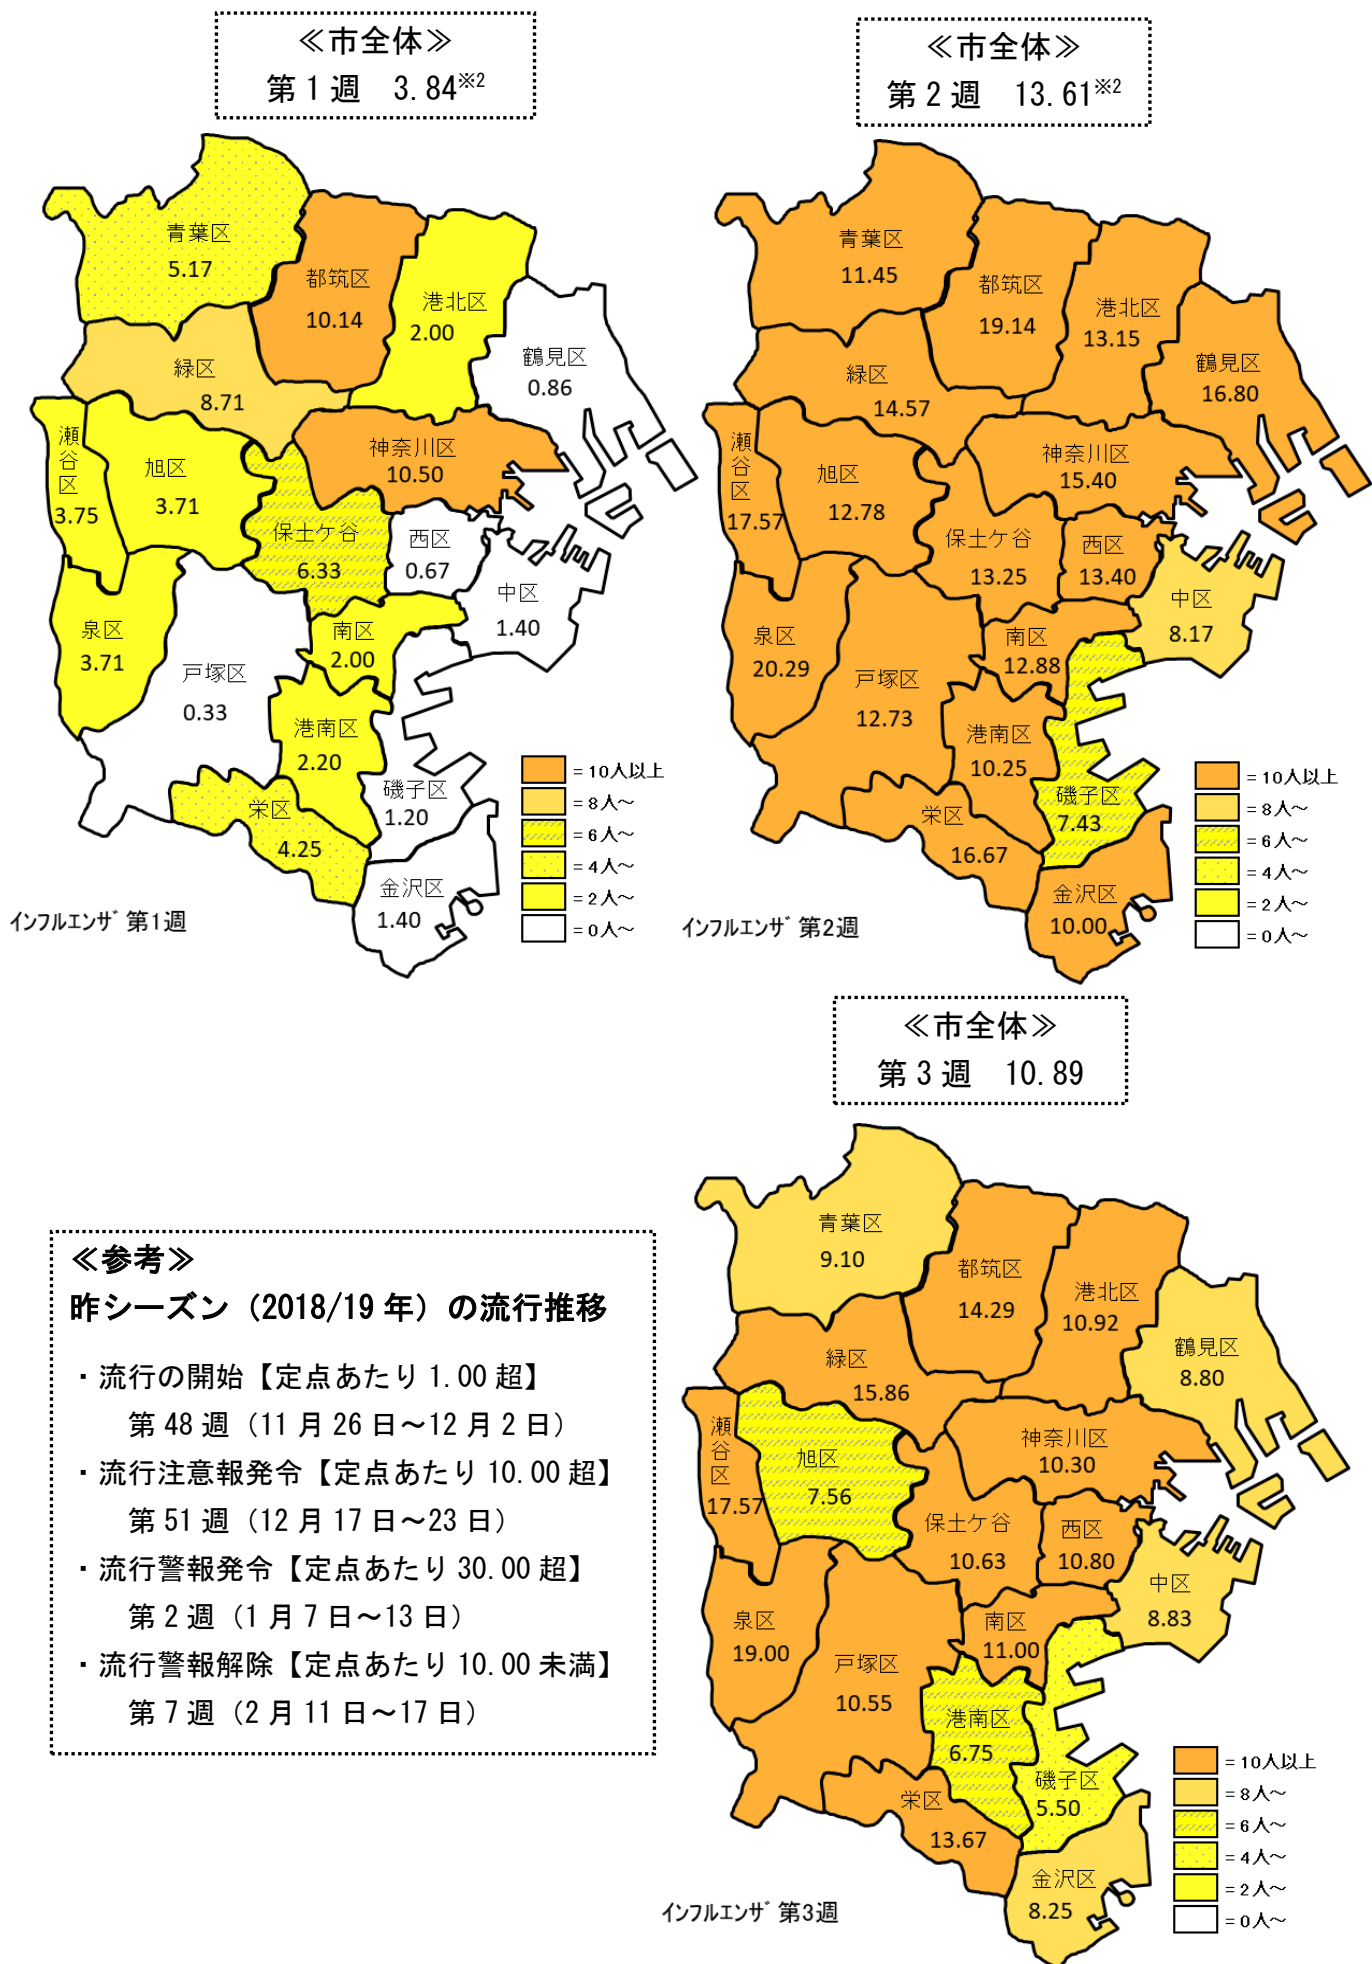 ≪市全体≫
第1週 3.84※2
青葉区
5.17
都筑区
10.14
港北区
2.00
鶴見区
0.86
緑区
8.71
瀬谷区
3.75
旭区
3.71
神奈川区
10.50
保土ケ谷
6.33
西区
0.67
中区
1.40
泉区
3.71
戸塚区
0.33
南区
2.00
港南区
2.20
磯子区
1.20
栄区
4.25
金沢区
1.40
=10人以上
=8人～
=6人～
=4人～
=2人～
=0人～
インフルエンザ 第1週
≪市全体≫
第2週 13.61※2
青葉区
11.45
都筑区
19.14
港北区
13.15
鶴見区
16.80
緑区
14.57
瀬谷区
17.57
旭区
12.78
神奈川区
15.40
保土ケ谷
13.25
西区
13.40
中区
8.17
泉区
20.29
戸塚区
12.73
南区
12.88
港南区
10.25
磯子区
7.43
栄区
16.67
金沢区
10.00
=10人以上
=8人～
=6人～
=4人～
=2人～
=0人～
インフルエンザ 第2週
≪市全体≫
第3週 10.89
青葉区
9.10
都筑区
14.29
港北区
10.92
鶴見区
8.80
緑区
15.86
瀬谷区
17.57
旭区
7.56
神奈川区
10.30
保土ケ谷
10.63
西区
10.80
中区
8.83
泉区
19.00
戸塚区
10.55
南区
11.00
港南区
6.75
磯子区
5.50
栄区
13.67
金沢区
8.25
=10人以上
=8人～
=6人～
=4人～
=2人～
=0人～
インフルエンザ 第3週
≪参考≫
昨シーズン（2018/19年）の流行推移
・流行の開始【定点あたり1.00超】
第48週（11月26日～12月2日）
・流行注意報発令【定点あたり10.00超】
第51週（12月17日～23日）
・流行警報発令【定点あたり30.00超】
第2週（1月7日～13日）
・流行警報解除【定点あたり10.00未満】
第7週（2月11日～17日）